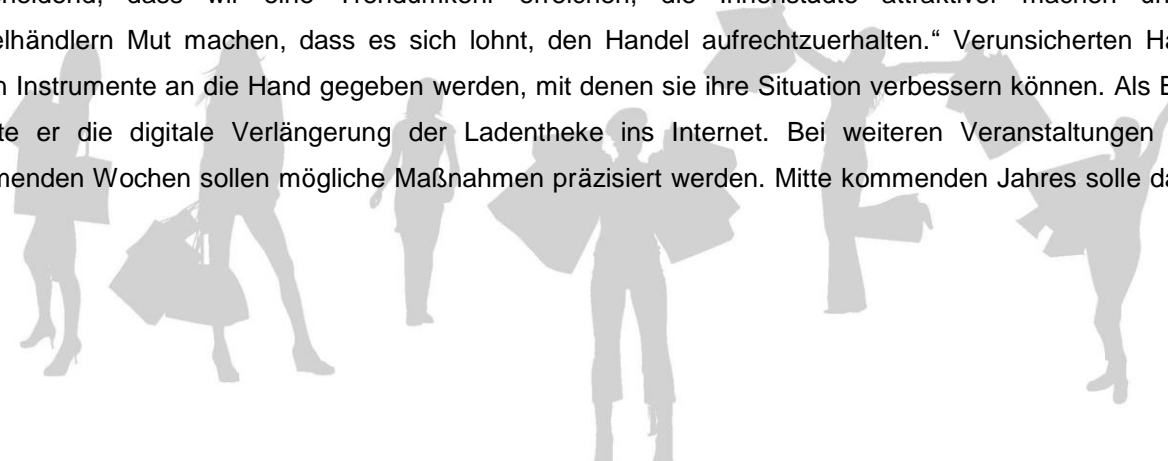 cheidend, dass wir eine Trendumkehr erreichen, die Innenstädte attraktiver machen un
elhändlern Mut machen, dass es sich lohnt, den Handel aufrechtzuerhalten.“ Verunsicherten Ha
n Instrumente an die Hand gegeben werden, mit denen sie ihre Situation verbessern können. Als B
te er die digitale Verlängerung der Ladentheke ins Internet. Bei weiteren Veranstaltungen
menden Wochen sollen mögliche Maßnahmen präzisiert werden. Mitte kommenden Jahres solle da